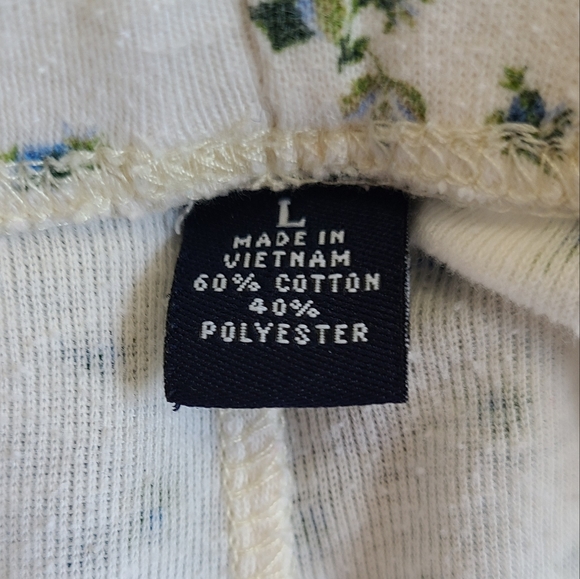 L
MADE IN
VIETNAM
60% COTTON
40%
POLYESTER